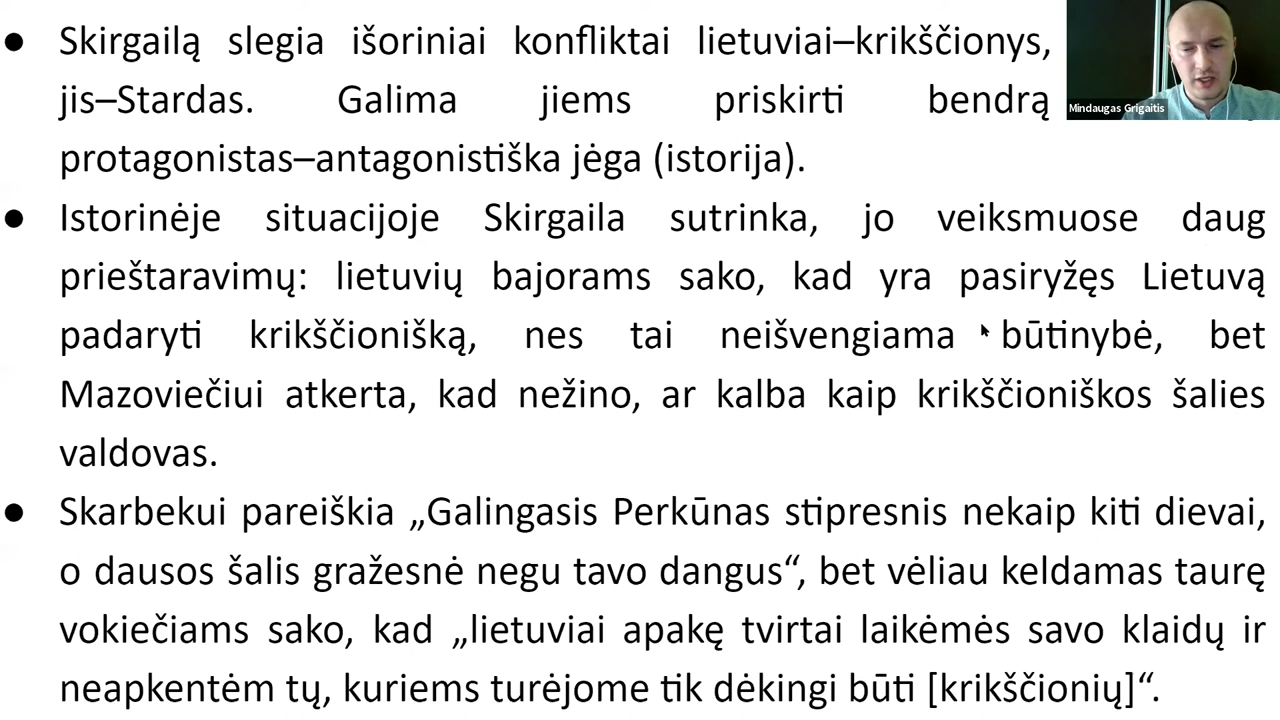 ● Skirgailą slegia išoriniai konfliktai lietuviai–krikščionys,
jis–Stardas. Galima jiems priskirti bendrą
protagonistas–antagonistiška jėga (istorija).
● Istorinėje situacijoje Skirgaila sutrinka, jo veiksmuose daug
prieštaravimų: lietuvių bajorams sako, kad yra pasiryžęs Lietuvą
padaryti krikščionišką, nes tai neišvengiama būtinybė, bet
Mazoviečiui atkerta, kad nežino, ar kalba kaip krikščioniškos šalies
valdovas.
● Skarbekui pareiškia „Galingasis Perkūnas stipresnis nekaip kiti dievai,
o dausos šalis gražesnė negu tavo dangus“, bet vėliau keldamas taurę
vokiečiams sako, kad „lietuviai apakę tvirtai laikėmės savo klaidų ir
neapkentėm tų, kuriems turėjome tik dėkingi būti [krikščionių]“.
Mindaugas Grigaitis